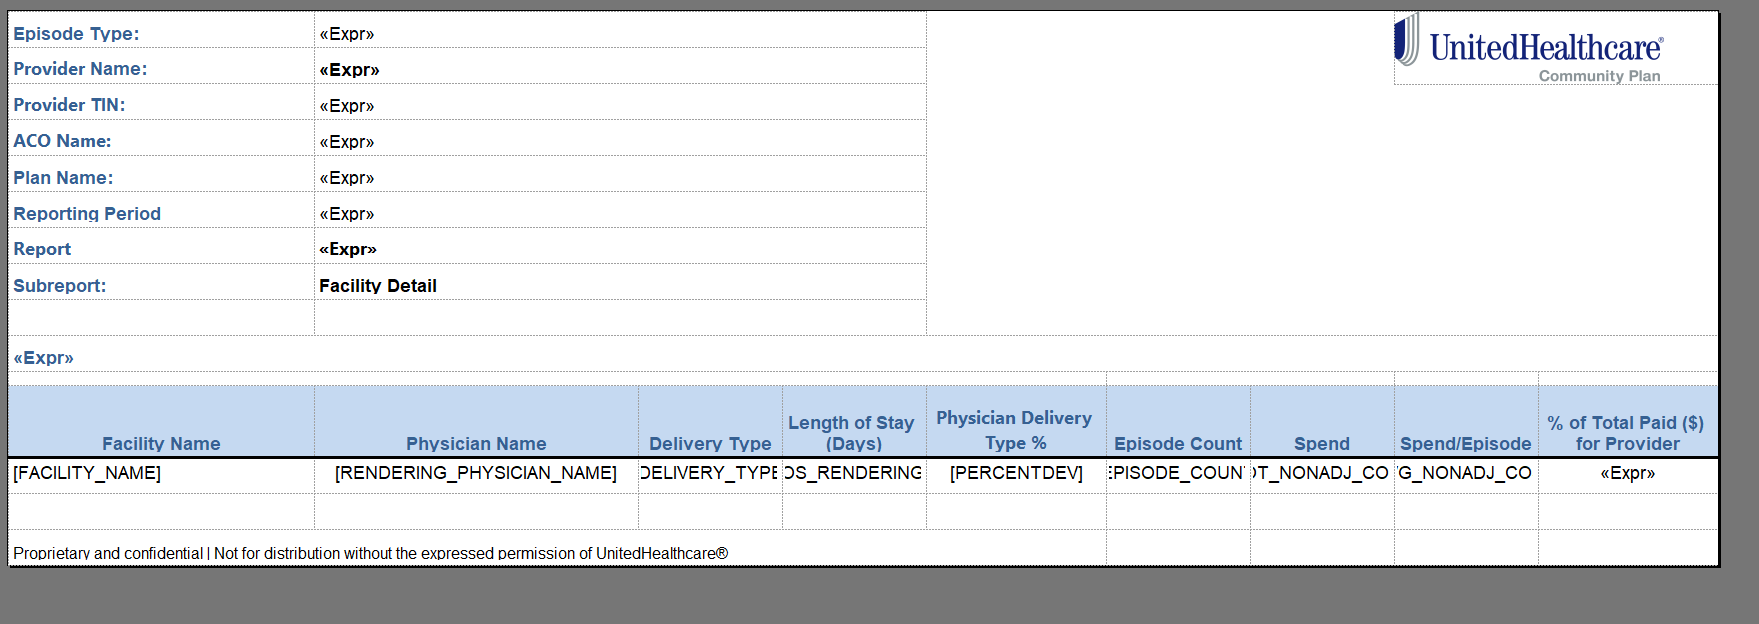 Episode Type: «Expr»
UnitedHealthcare®
Community Plan
Provider Name: «Expr»
Provider TIN: «Expr»
ACO Name: «Expr»
Plan Name: «Expr»
Reporting Period «Expr»
Report «Expr»
Subreport: Facility Detail
«Expr»
Facility Name Physician Name Delivery Type Length of Stay (Days) Physician Delivery Type % Episode Count Spend Spend/Episode % of Total Paid ($) for Provider
[FACILITY_NAME] [RENDERING_PHYSICIAN_NAME] DELIVERY_TYPE OS_RENDERING [PERCENTDEV] EPISODE_COUN OT_NONADJ_CO G_NONADJ_CO «Expr»
Proprietary and confidential | Not for distribution without the expressed permission of UnitedHealthcare®